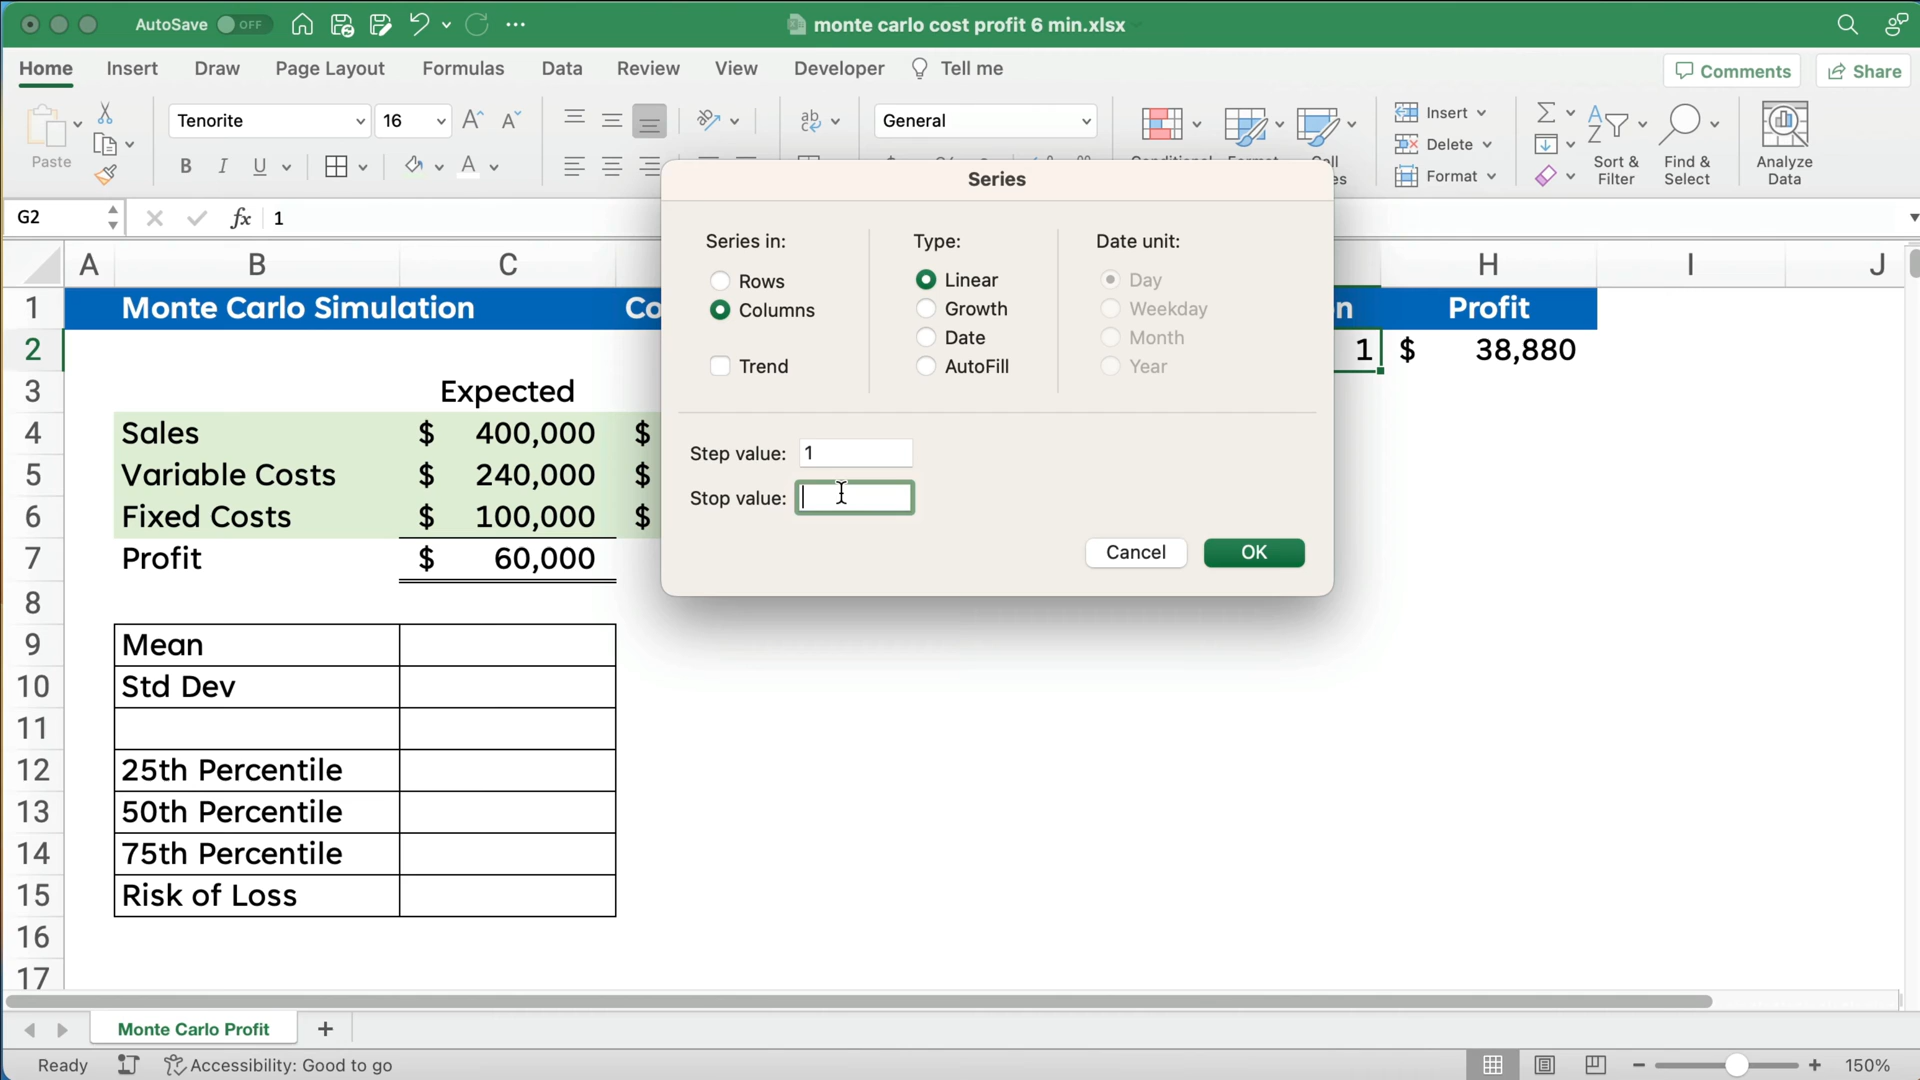 AutoSave OFF
monte carlo cost profit 6 min.xlsx
Home Insert Draw Page Layout Formulas Data Review View Developer Tell me
Comments Share
Paste
Tenorite 16
B I U A
ab
General
Insert
Delete
Format
Sort & Filter
Find & Select
Analyze Data
G2 fx 1
A B C H I J
1 Monte Carlo Simulation Co n Profit
2 1 $ 38,880
3 Expected
4 Sales $ 400,000 $
5 Variable Costs $ 240,000 $
6 Fixed Costs $ 100,000 $
7 Profit $ 60,000
8
9 Mean
10 Std Dev
11
12 25th Percentile
13 50th Percentile
14 75th Percentile
15 Risk of Loss
16
17
Series
Series in: Type: Date unit:
Rows Linear Day
Columns Growth Weekday
Date Month
Trend AutoFill Year
Step value: 1
Stop value:
Cancel OK
Monte Carlo Profit +
Ready Accessibility: Good to go 150%